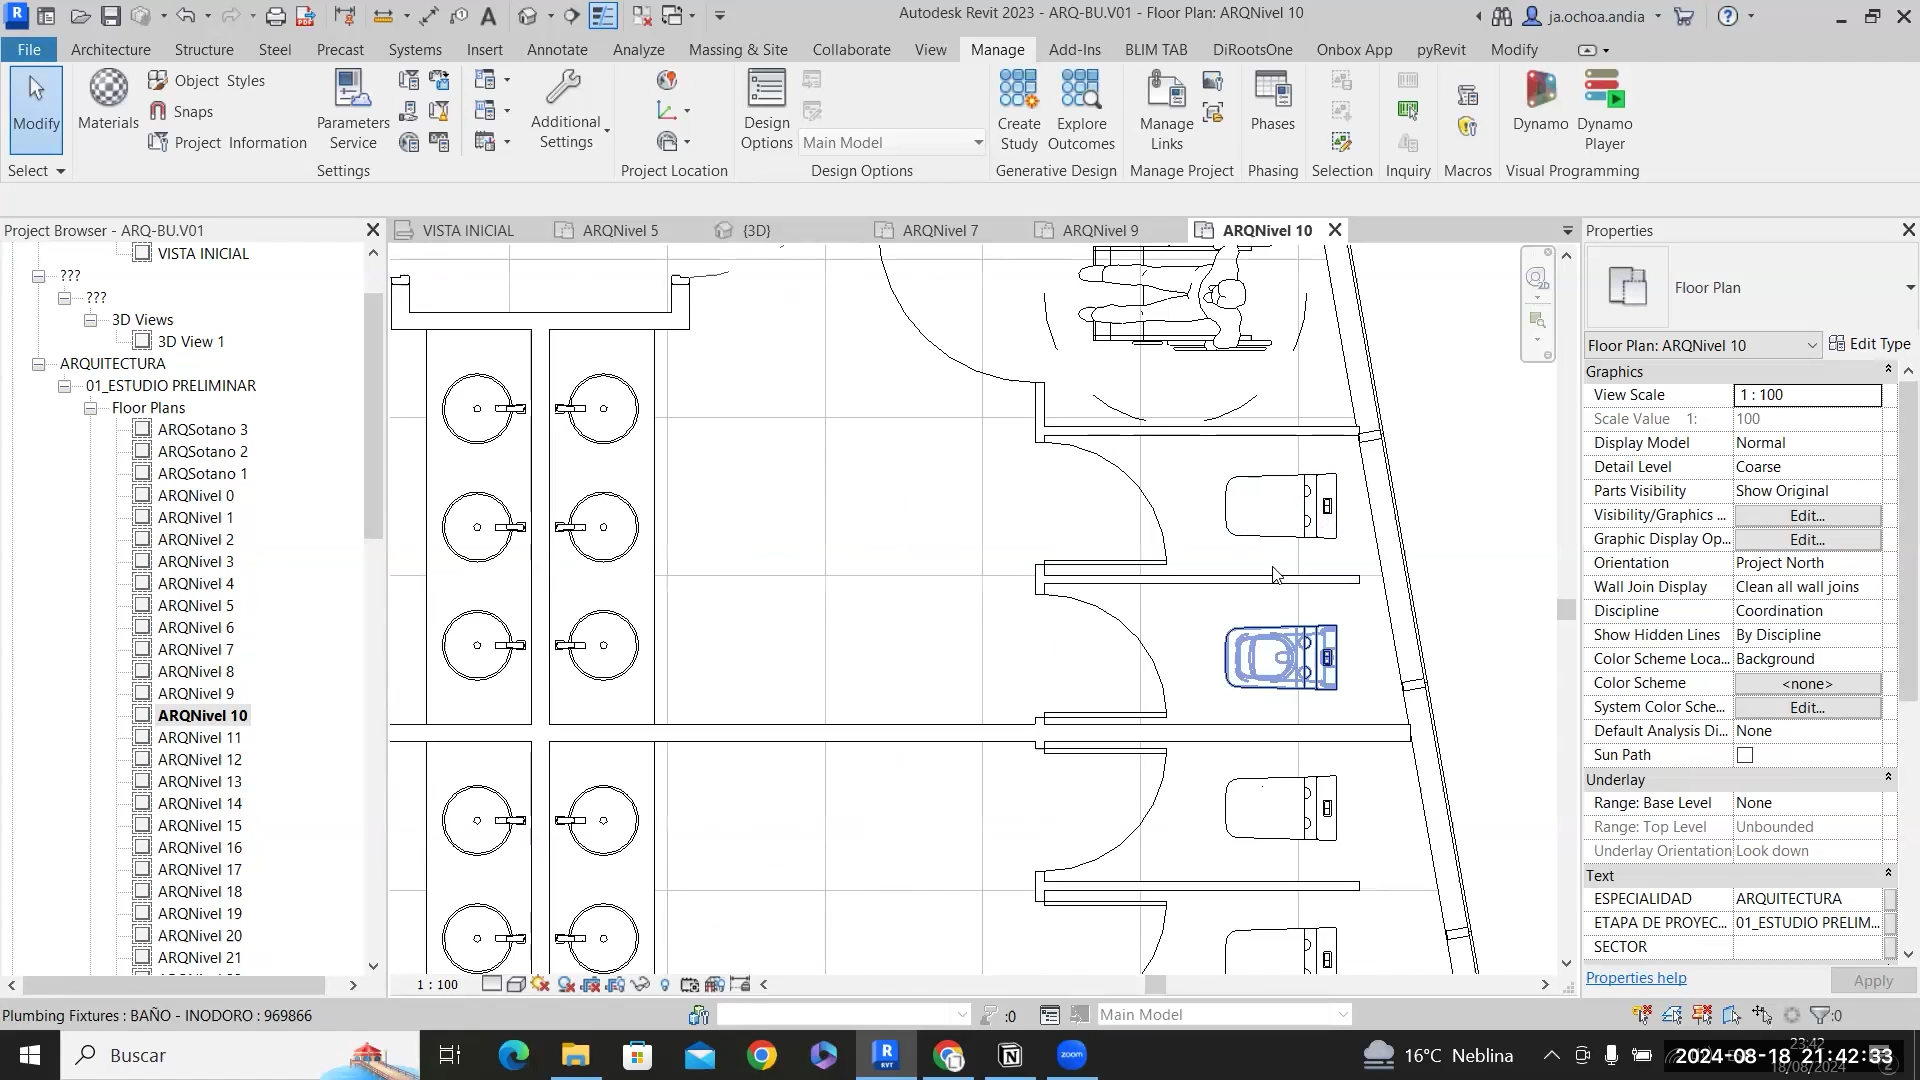 Autodesk Revit 2023 - ARQ-BU.V01 - Floor Plan: ARQNivel 10
ja.ochoa.andia
File Architecture Structure Steel Precast Systems Insert Annotate Analyze Massing & Site Collaborate View Manage Add-Ins BLIM TAB DiRootsOne Onbox App pyRevit Modify
Modify
Materials
Object Styles
Snaps
Project Information
Parameters Service
Additional Settings
Design Options
Main Model
Create Study
Explore Outcomes
Manage Links
Phases
Dynamo
Dynamo Player
Select
Settings
Project Location
Design Options
Generative Design
Manage Project
Phasing
Selection
Inquiry
Macros
Visual Programming
Project Browser - ARQ-BU.V01
VISTA INICIAL
???
???
3D Views
3D View 1
ARQUITECTURA
01_ESTUDIO PRELIMINAR
Floor Plans
ARQSotano 3
ARQSotano 2
ARQSotano 1
ARQNivel 0
ARQNivel 1
ARQNivel 2
ARQNivel 3
ARQNivel 4
ARQNivel 5
ARQNivel 6
ARQNivel 7
ARQNivel 8
ARQNivel 9
ARQNivel 10
ARQNivel 11
ARQNivel 12
ARQNivel 13
ARQNivel 14
ARQNivel 15
ARQNivel 16
ARQNivel 17
ARQNivel 18
ARQNivel 19
ARQNivel 20
ARQNivel 21
VISTA INICIAL
ARQNivel 5
{3D}
ARQNivel 7
ARQNivel 9
ARQNivel 10
Properties
Floor Plan
Floor Plan: ARQNivel 10
Edit Type
Graphics
View Scale 1 : 100
Scale Value 1: 100
Display Model Normal
Detail Level Coarse
Parts Visibility Show Original
Visibility/Graphics ... Edit...
Graphic Display Op... Edit...
Orientation Project North
Wall Join Display Clean all wall joins
Discipline Coordination
Show Hidden Lines By Discipline
Color Scheme Loca... Background
Color Scheme <none>
System Color Sche... Edit...
Default Analysis Di... None
Sun Path
Underlay
Range: Base Level None
Range: Top Level Unbounded
Underlay Orientation Look down
Text
ESPECIALIDAD ARQUITECTURA
ETAPA DE PROYEC... 01_ESTUDIO PRELIM...
SECTOR
Properties help
Apply
1 : 100
Plumbing Fixtures : BAÑO - INODORO : 969866
:0
Main Model
:0
Buscar
RVT
zoom
16°C Neblina
23:42
18/08/2024
2024-08-18 21:42:33